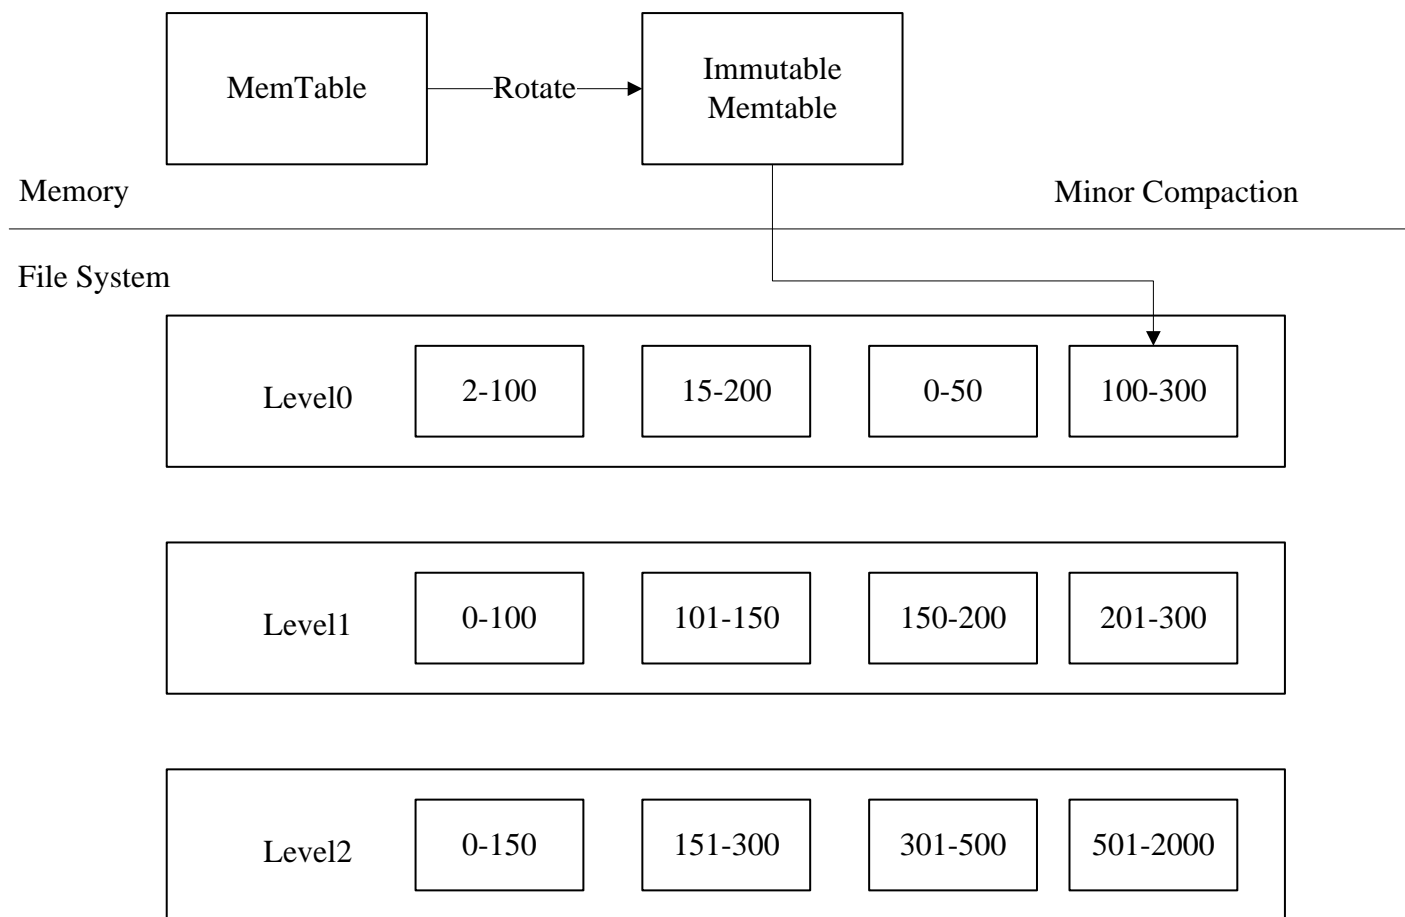 MemTable
Rotate
Immutable
Memtable
Memory
Minor Compaction
File System
Level0
2-100
15-200
0-50
100-300
Level1
0-100
101-150
150-200
201-300
Level2
0-150
151-300
301-500
501-2000